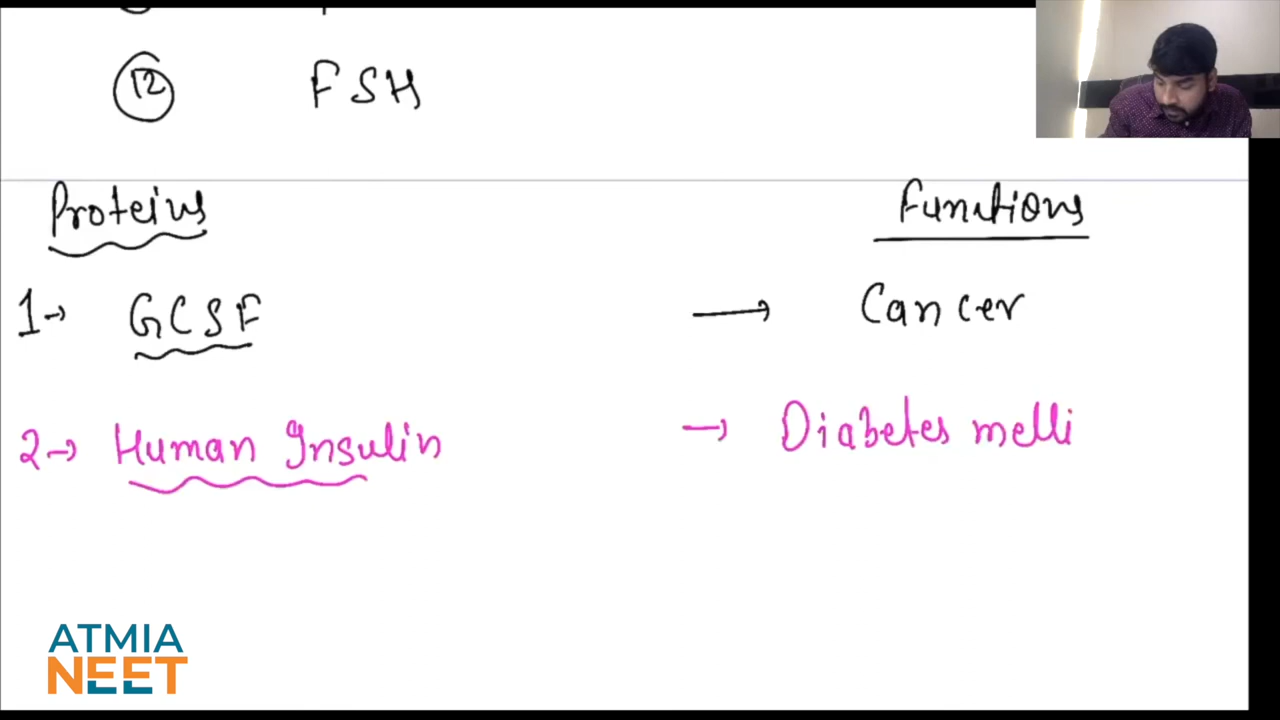 12 FSH
Proteins Functions
1→ GCSF → Cancer
2→ Human Insulin → Diabetes melli
ATMIA
NEET